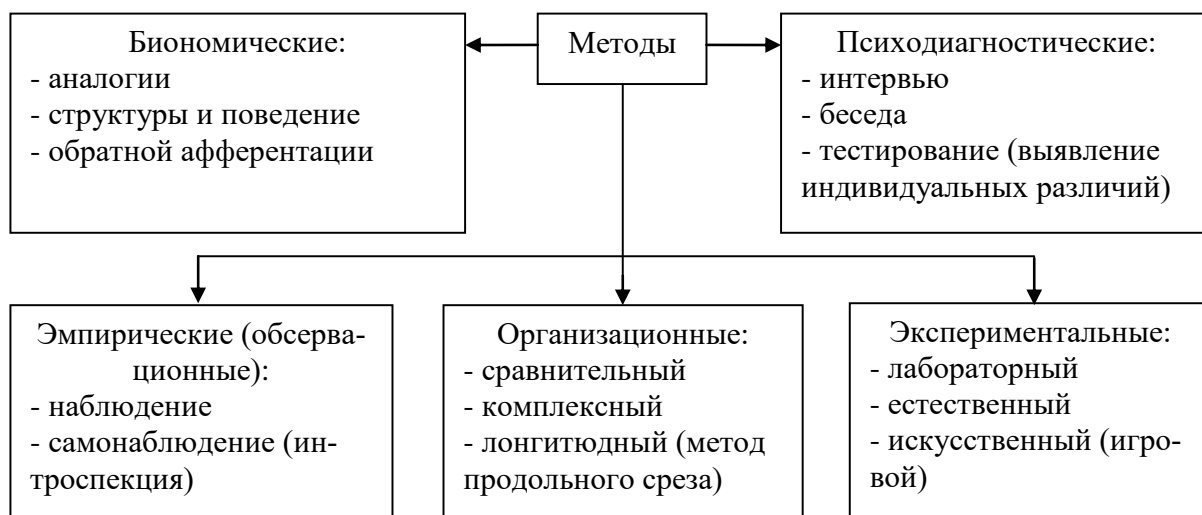 Биономические:
- аналогии
- структуры и поведение
- обратной афферентации
Методы
Психодиагностические:
- интервью
- беседа
- тестирование (выявление
индивидуальных различий)
Эмпирические (обсерва-
ционные):
- наблюдение
- самонаблюдение (ин-
троспекция)
Организационные:
- сравнительный
- комплексный
- лонгитюдный (метод
продольного среза)
Экспериментальные:
- лабораторный
- естественный
- искусственный (игро-
вой)